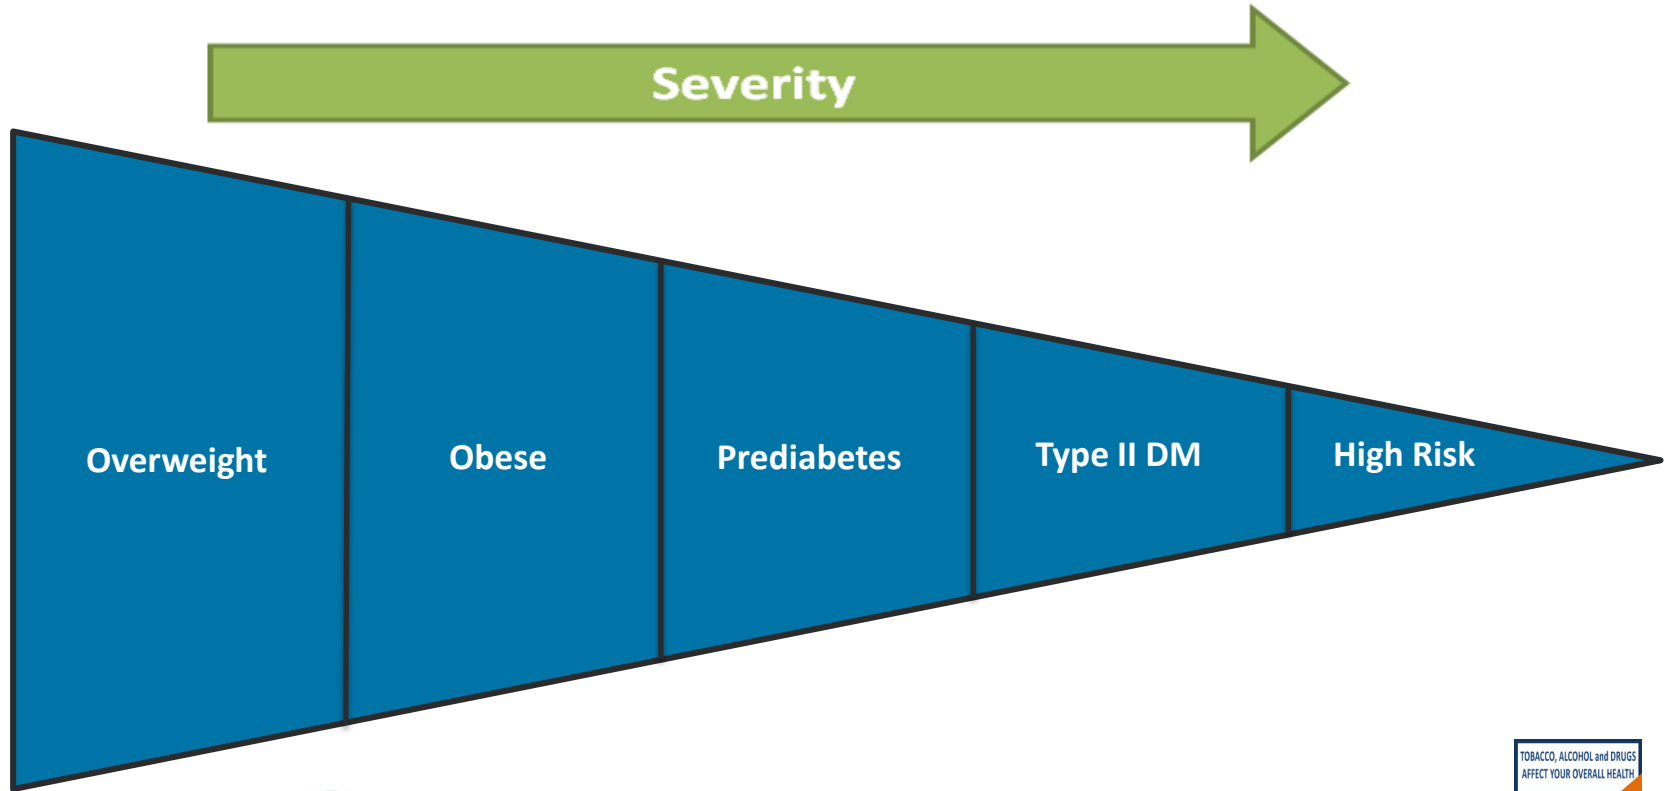 Severity
Overweight
Obese
Prediabetes
Type II DM
High Risk
TOBACCO, ALCOHOL and DRUGS
AFFECT YOUR OVERALL HEALTH